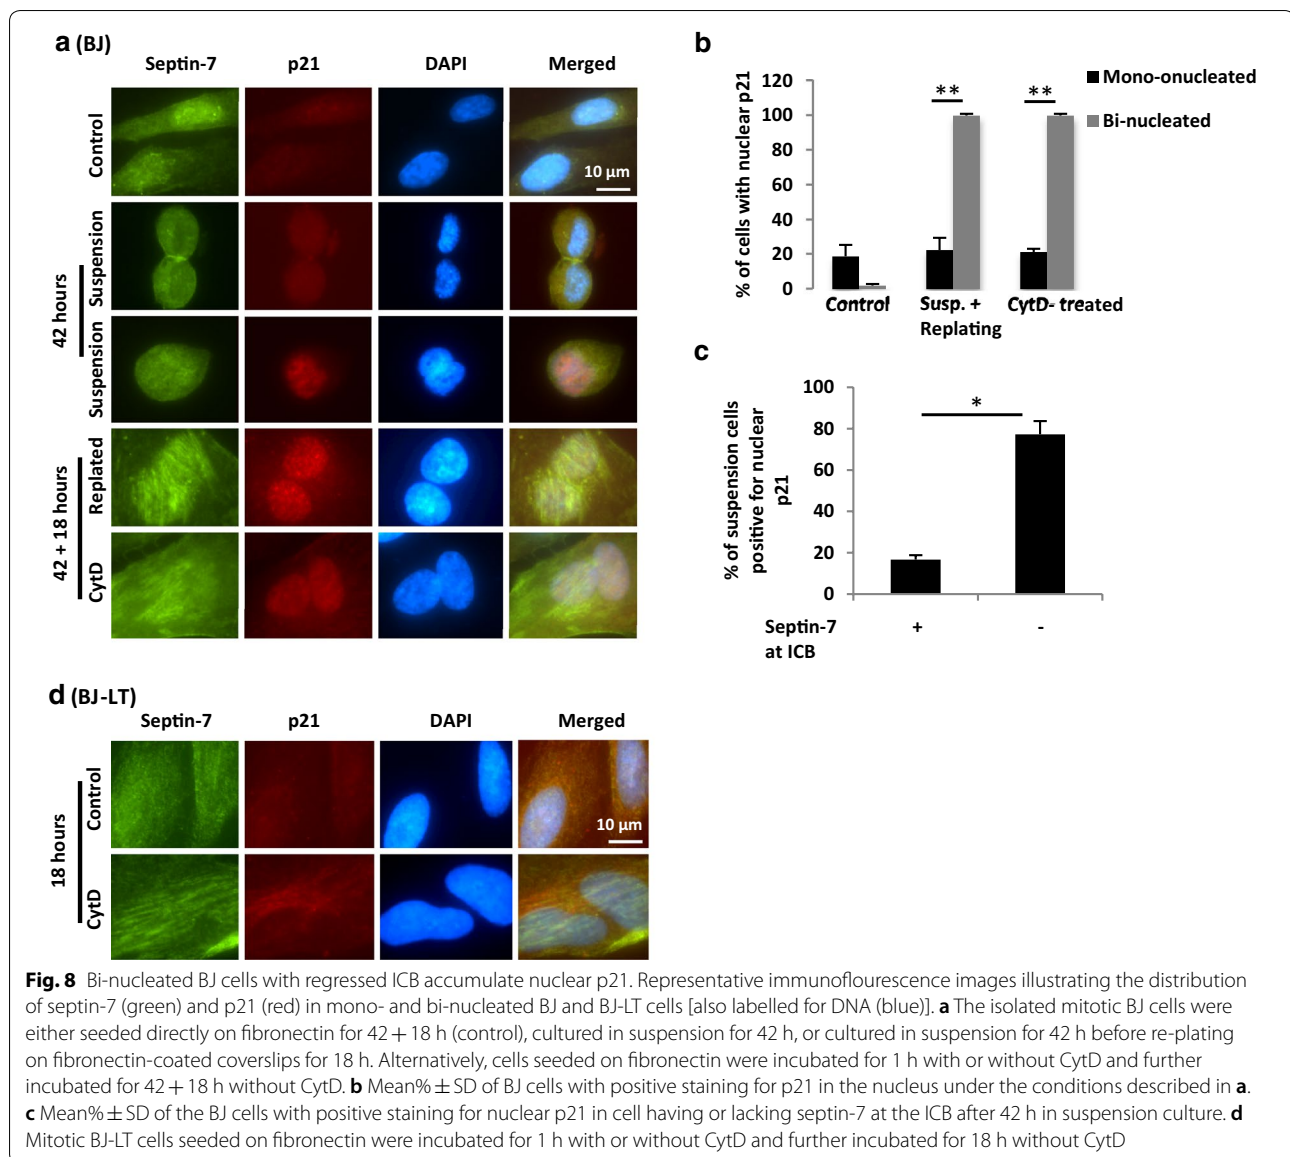 a (BJ)
Septin-7 p21 DAPI Merged
Control
10 µm
42 hours
Suspension
Suspension
42 + 18 hours
Replated
CytD
b
% of cells with nuclear p21
120
100
80
60
40
20
0
** **
Mono-onucleated
Bi-nucleated
Control Susp. + CytD- treated
Replating
c
% of suspension cells
positive for nuclear
p21
100
80
60
40
20
0
*
Septin-7 + -
at ICB
d (BJ-LT)
Septin-7 p21 DAPI Merged
18 hours
Control
10 µm
CytD
Fig. 8 Bi-nucleated BJ cells with regressed ICB accumulate nuclear p21. Representative immunoflourescence images illustrating the distribution
of septin-7 (green) and p21 (red) in mono- and bi-nucleated BJ and BJ-LT cells [also labelled for DNA (blue)]. a The isolated mitotic BJ cells were
either seeded directly on fibronectin for 42 + 18 h (control), cultured in suspension for 42 h, or cultured in suspension for 42 h before re-plating
on fibronectin-coated coverslips for 18 h. Alternatively, cells seeded on fibronectin were incubated for 1 h with or without CytD and further
incubated for 42 + 18 h without CytD. b Mean% ± SD of BJ cells with positive staining for p21 in the nucleus under the conditions described in a.
c Mean% ± SD of the BJ cells with positive staining for nuclear p21 in cell having or lacking septin-7 at the ICB after 42 h in suspension culture. d
Mitotic BJ-LT cells seeded on fibronectin were incubated for 1 h with or without CytD and further incubated for 18 h without CytD